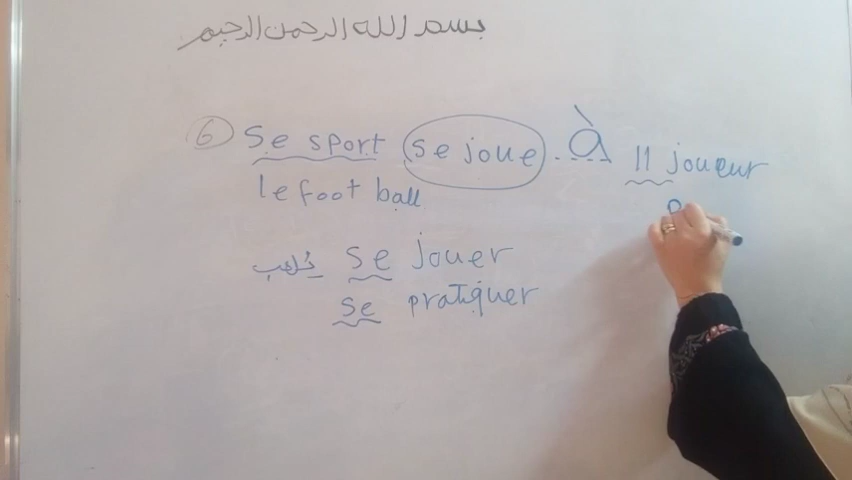 بسم الله الرحمن الرحيم
6 Se sport se joue . À 11 joueur
le foot ball
يُلعب se jouer
se pratiquer